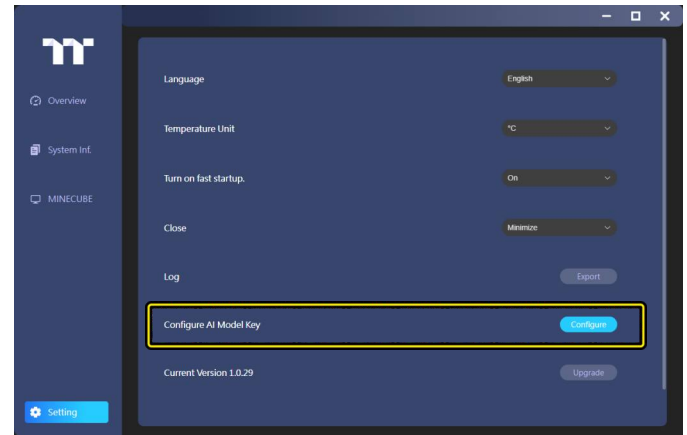 Overview
System Inf.
MINECUBE
Setting
Language
English
Temperature Unit
°C
Turn on fast startup.
On
Close
Minimize
Log
Export
Configure AI Model Key
Configure
Current Version 1.0.29
Upgrade